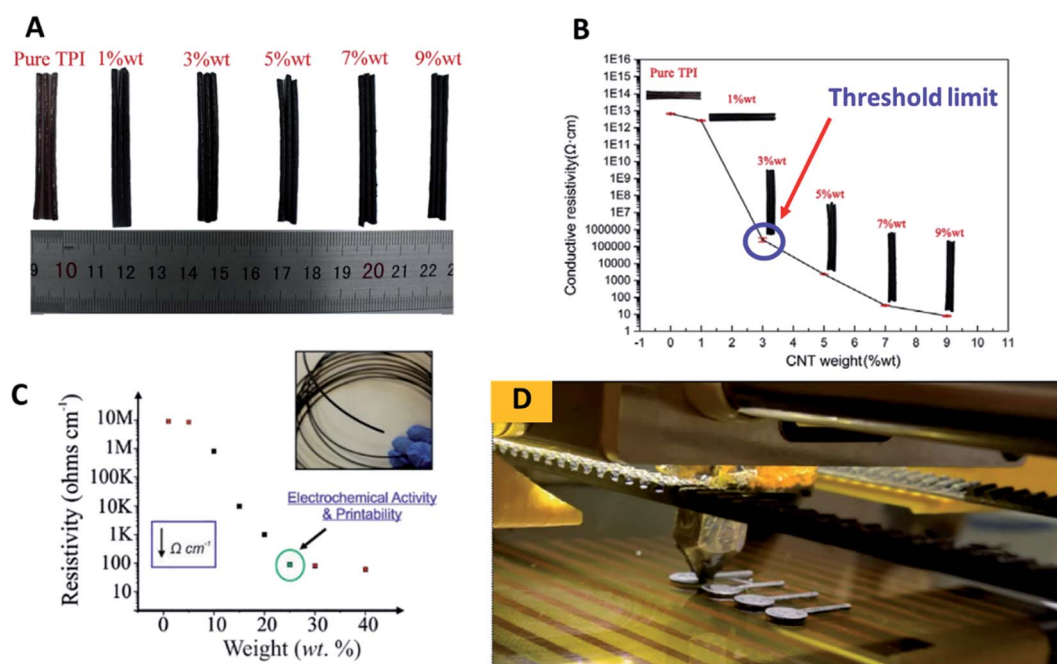 A
Pure TPI 1%wt 3%wt 5%wt 7%wt 9%wt
9 10 11 12 13 14 15 16 17 18 19 20 21 22 2
B
Conductive resistivity(Ω·cm)
1E16
1E15
1E14
1E13
1E12
1E11
1E10
1E9
1E8
1E7
1000000
100000
10000
1000
100
10
1
Pure TPI
1%wt
Threshold limit
3%wt
5%wt
7%wt
9%wt
-1 0 1 2 3 4 5 6 7 8 9 10 11
CNT weight(%wt)
C
Resistivity (ohms cm⁻¹)
10M
1M
100K
10K
1K
100
10
Electrochemical Activity
& Printability
Ω cm⁻¹
0 10 20 30 40
Weight (wt. %)
D